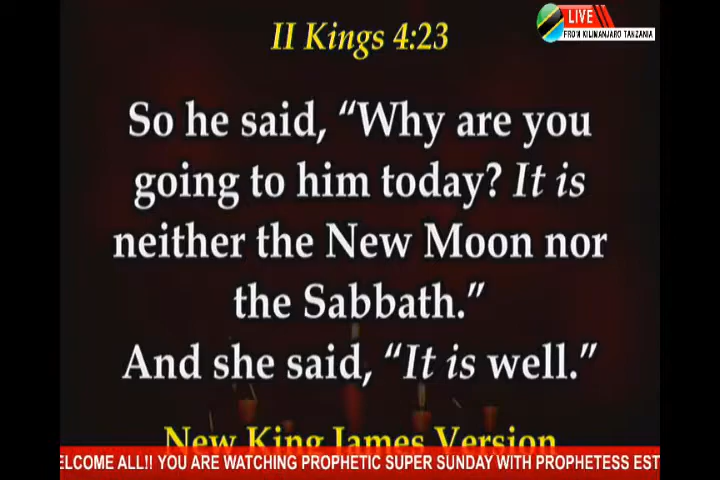 II Kings 4:23
LIVE
FROM KILIMANJARO TANZANIA
So he said, “Why are you
going to him today? It is
neither the New Moon nor
the Sabbath.”
And she said, “It is well.”
New King James Version
ELCOME ALL!! YOU ARE WATCHING PROPHETIC SUPER SUNDAY WITH PROPHETESS EST